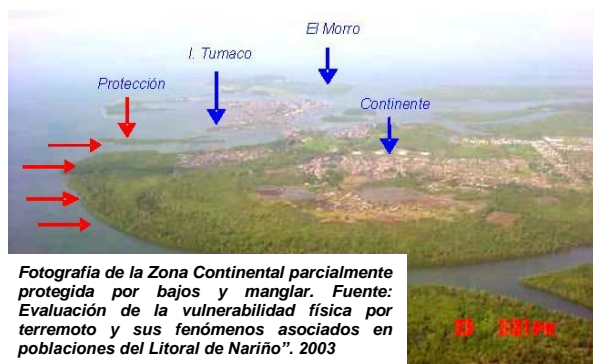 El Morro
I. Tumaco
Protección
Continente
Fotografia de la Zona Continental parcialmente
protegida por bajos y manglar. Fuente:
Evaluación de la vulnerabilidad física por
terremoto y sus fenómenos asociados en
poblaciones del Litoral de Nariño”. 2003